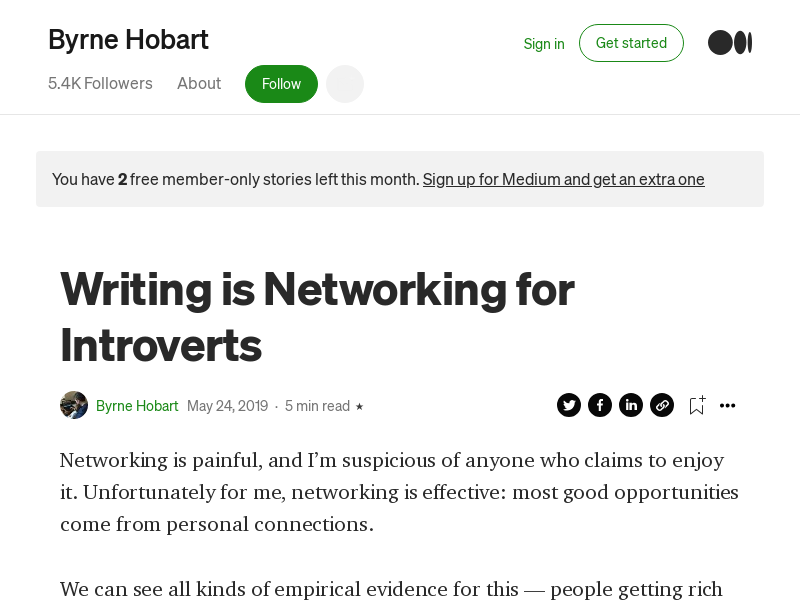 Byrne Hobart
Sign in
Get started
5.4K Followers
About
Follow
You have 2 free member-only stories left this month. Sign up for Medium and get an extra one
Writing is Networking for
Introverts
Byrne Hobart May 24, 2019 · 5 min read ★
Networking is painful, and I’m suspicious of anyone who claims to enjoy
it. Unfortunately for me, networking is effective: most good opportunities
come from personal connections.
We can see all kinds of empirical evidence for this — people getting rich